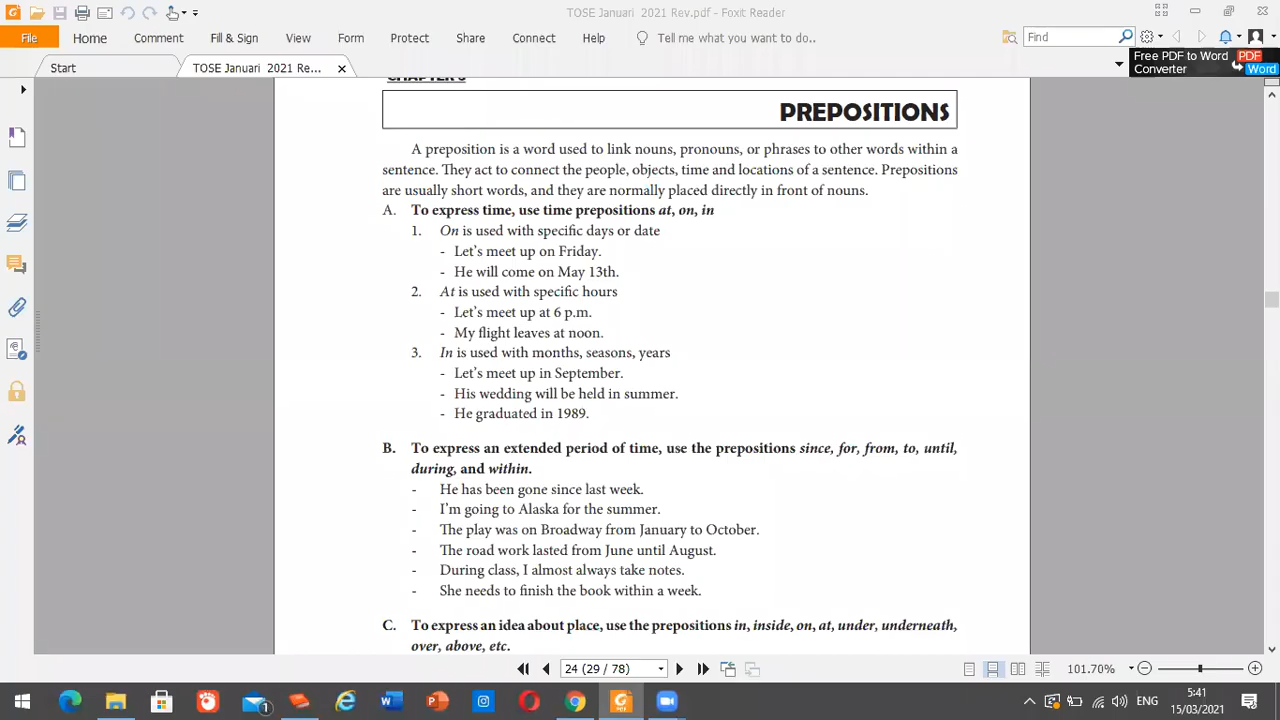 TOSE Januari 2021 Rev.pdf - Foxit Reader
File Home Comment Fill & Sign View Form Protect Share Connect Help Tell me what you want to do.. Find
Start TOSE Januari 2021 Re...
Free PDF to Word Converter PDF Word
CHAPTER
PREPOSITIONS
A preposition is a word used to link nouns, pronouns, or phrases to other words within a
sentence. They act to connect the people, objects, time and locations of a sentence. Prepositions
are usually short words, and they are normally placed directly in front of nouns.
A. To express time, use time prepositions at, on, in
1. On is used with specific days or date
- Let's meet up on Friday.
- He will come on May 13th.
2. At is used with specific hours
- Let's meet up at 6 p.m.
- My flight leaves at noon.
3. In is used with months, seasons, years
- Let's meet up in September.
- His wedding will be held in summer.
- He graduated in 1989.
B. To express an extended period of time, use the prepositions since, for, from, to, until,
during, and within.
- He has been gone since last week.
- I'm going to Alaska for the summer.
- The play was on Broadway from January to October.
- The road work lasted from June until August.
- During class, I almost always take notes.
- She needs to finish the book within a week.
C. To express an idea about place, use the prepositions in, inside, on, at, under, underneath,
over, above, etc.
24 (29 / 78) 101.70%
1 ENG 5:41
15/03/2021